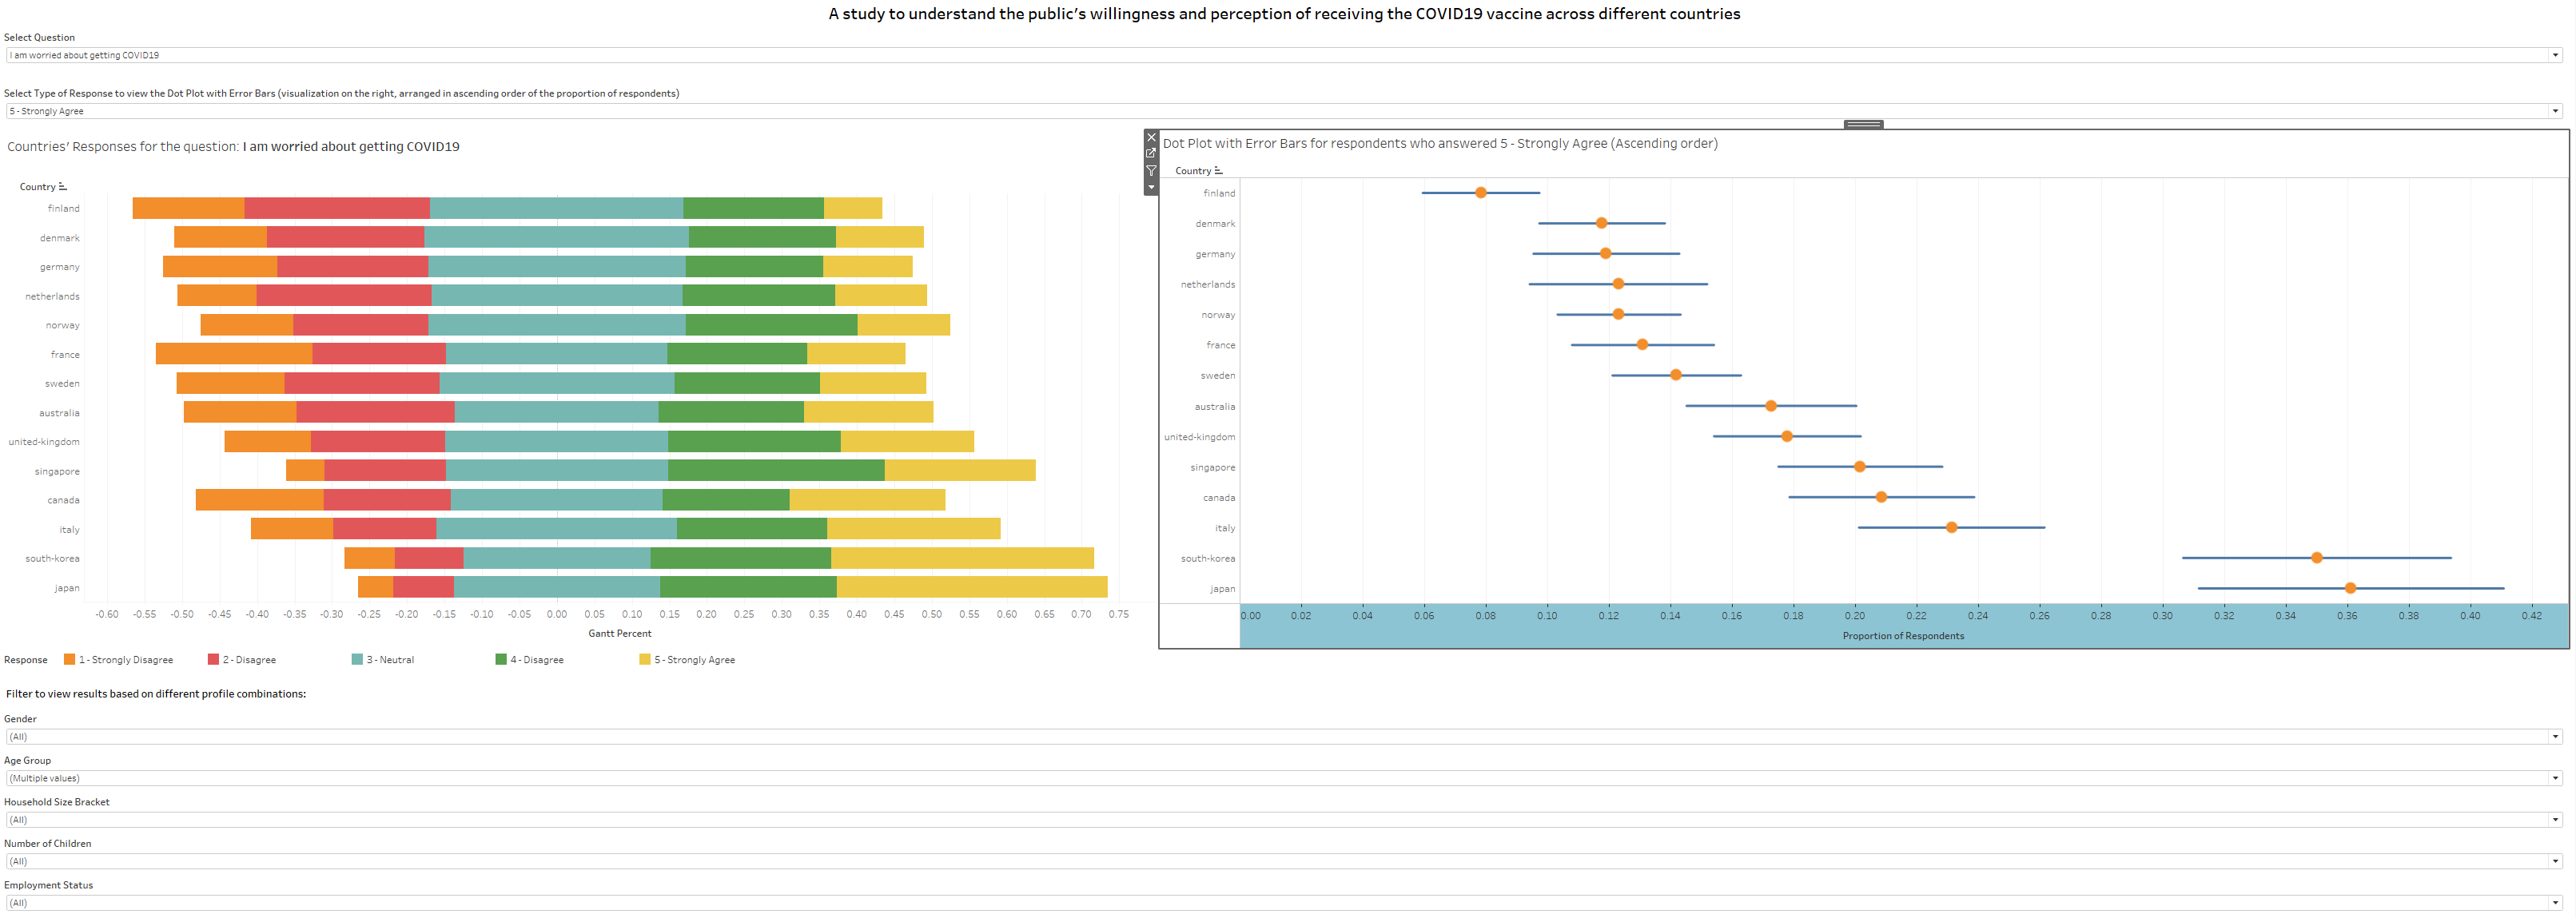 A study to understand the public's willingness and perception of receiving the COVID19 vaccine across different countries
Select Question
I am worried about getting COVID19
Select Type of Response to view the Dot Plot with Error Bars (visualization on the right, arranged in ascending order of the proportion of respondents)
5 - Strongly Agree
Countries' Responses for the question: I am worried about getting COVID19
Country
finland
denmark
germany
netherlands
norway
france
sweden
australia
united-kingdom
singapore
canada
italy
south-korea
japan
-0.60 -0.55 -0.50 -0.45 -0.40 -0.35 -0.30 -0.25 -0.20 -0.15 -0.10 -0.05 0.00 0.05 0.10 0.15 0.20 0.25 0.30 0.35 0.40 0.45 0.50 0.55 0.60 0.65 0.70 0.75
Gantt Percent
Response 1 - Strongly Disagree 2 - Disagree 3 - Neutral 4 - Disagree 5 - Strongly Agree
Dot Plot with Error Bars for respondents who answered 5 - Strongly Agree (Ascending order)
Country
finland
denmark
germany
netherlands
norway
france
sweden
australia
united-kingdom
singapore
canada
italy
south-korea
japan
0.00 0.02 0.04 0.06 0.08 0.10 0.12 0.14 0.16 0.18 0.20 0.22 0.24 0.26 0.28 0.30 0.32 0.34 0.36 0.38 0.40 0.42
Proportion of Respondents
Filter to view results based on different profile combinations:
Gender
(All)
Age Group
(Multiple values)
Household Size Bracket
(All)
Number of Children
(All)
Employment Status
(All)